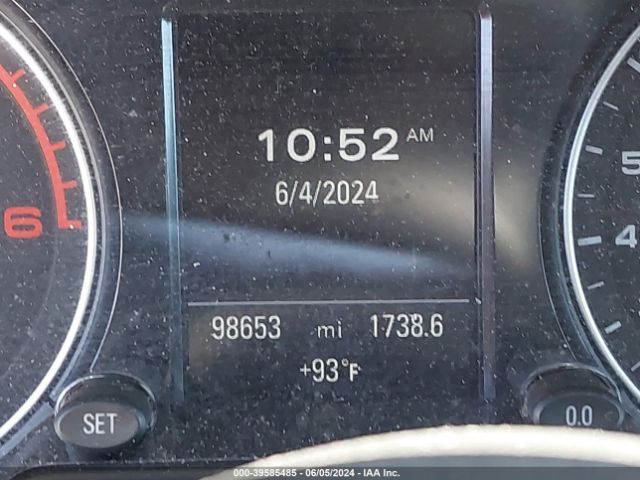 10:52 AM
6/4/2024
6
5
4
98653 mi 1738.6
+93°F
SET
0.0
000-39585485 - 06/05/2024 - IAA Inc.